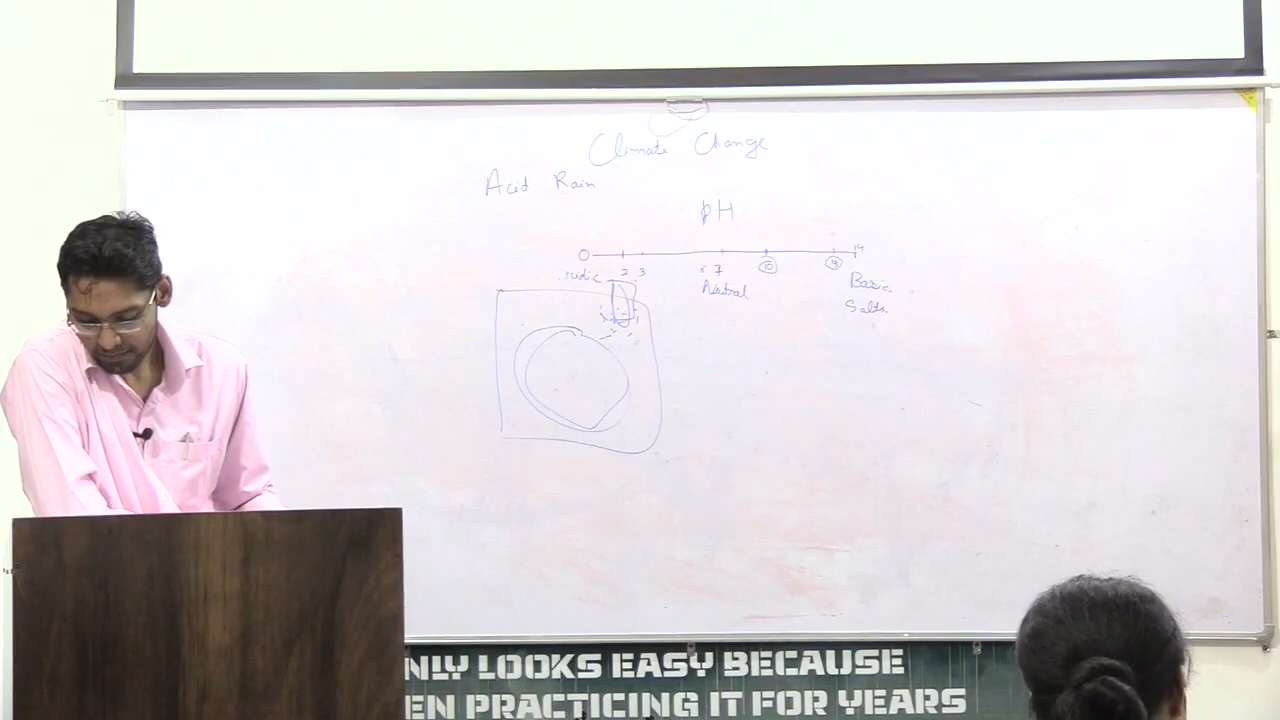 Climate Change
Acid Rain
pH
0 2 3 7 10 13 14
Neutral
Basic
Salts
NLY LOOKS EASY BECAUSE
EN PRACTICING IT FOR YEARS